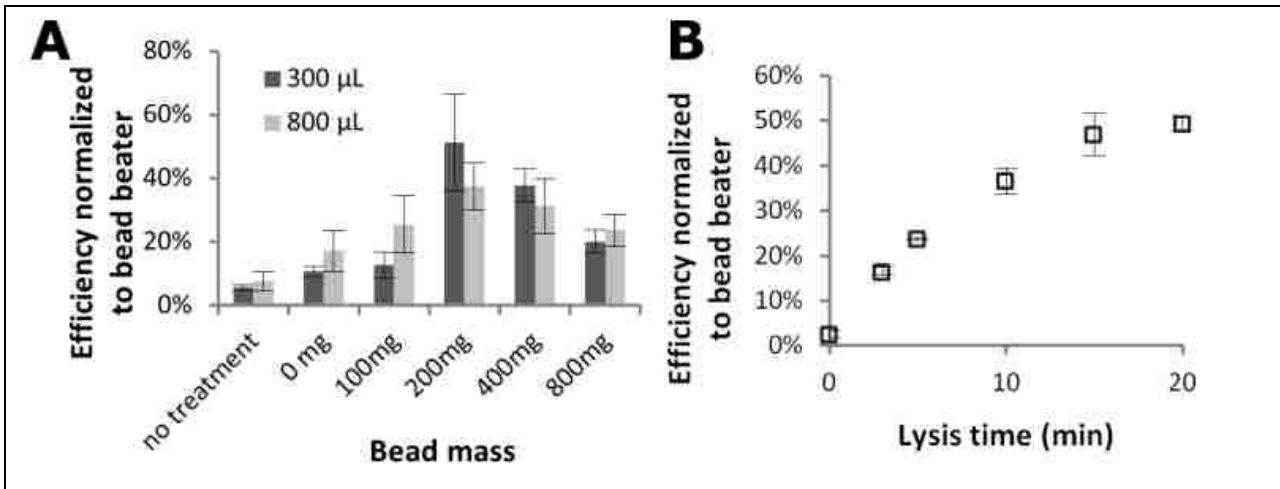 A
Efficiency normalized
to bead beater
80%
60%
40%
20%
0%
300 µL
800 µL
no treatment
0 mg
100mg
200mg
400mg
800mg
Bead mass
B
Efficiency normalized
to bead beater
60%
50%
40%
30%
20%
10%
0%
0
10
20
Lysis time (min)